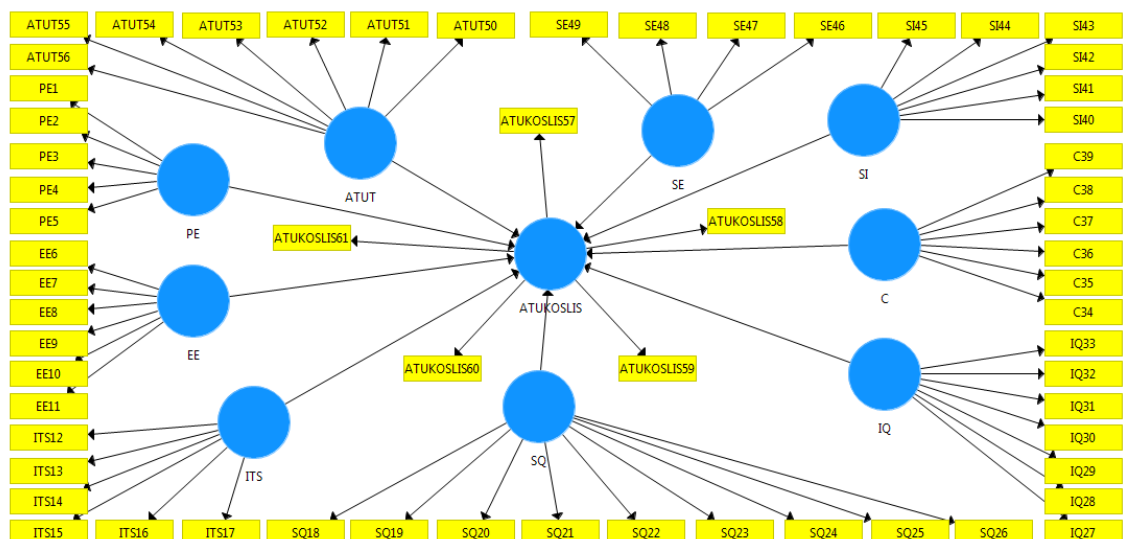 ATUT55
ATUT54
ATUT53
ATUT52
ATUT51
ATUT50
SE49
SE48
SE47
SE46
SI45
SI44
SI43
ATUT56
SI42
PE1
SI41
PE2
ATUKOSLIS57
SI40
PE3
C39
ATUT
SE
SI
PE4
C38
PE5
PE
ATUKOSLIS61
ATUKOSLIS58
C37
EE6
C36
EE7
C35
EE8
ATUKOSLIS
C
C34
EE9
EE
IQ33
EE10
ATUKOSLIS60
ATUKOSLIS59
IQ32
EE11
IQ31
ITS12
IQ
IQ30
ITS13
ITS
SQ
IQ29
ITS14
IQ28
ITS15
ITS16
ITS17
SQ18
SQ19
SQ20
SQ21
SQ22
SQ23
SQ24
SQ25
SQ26
IQ27